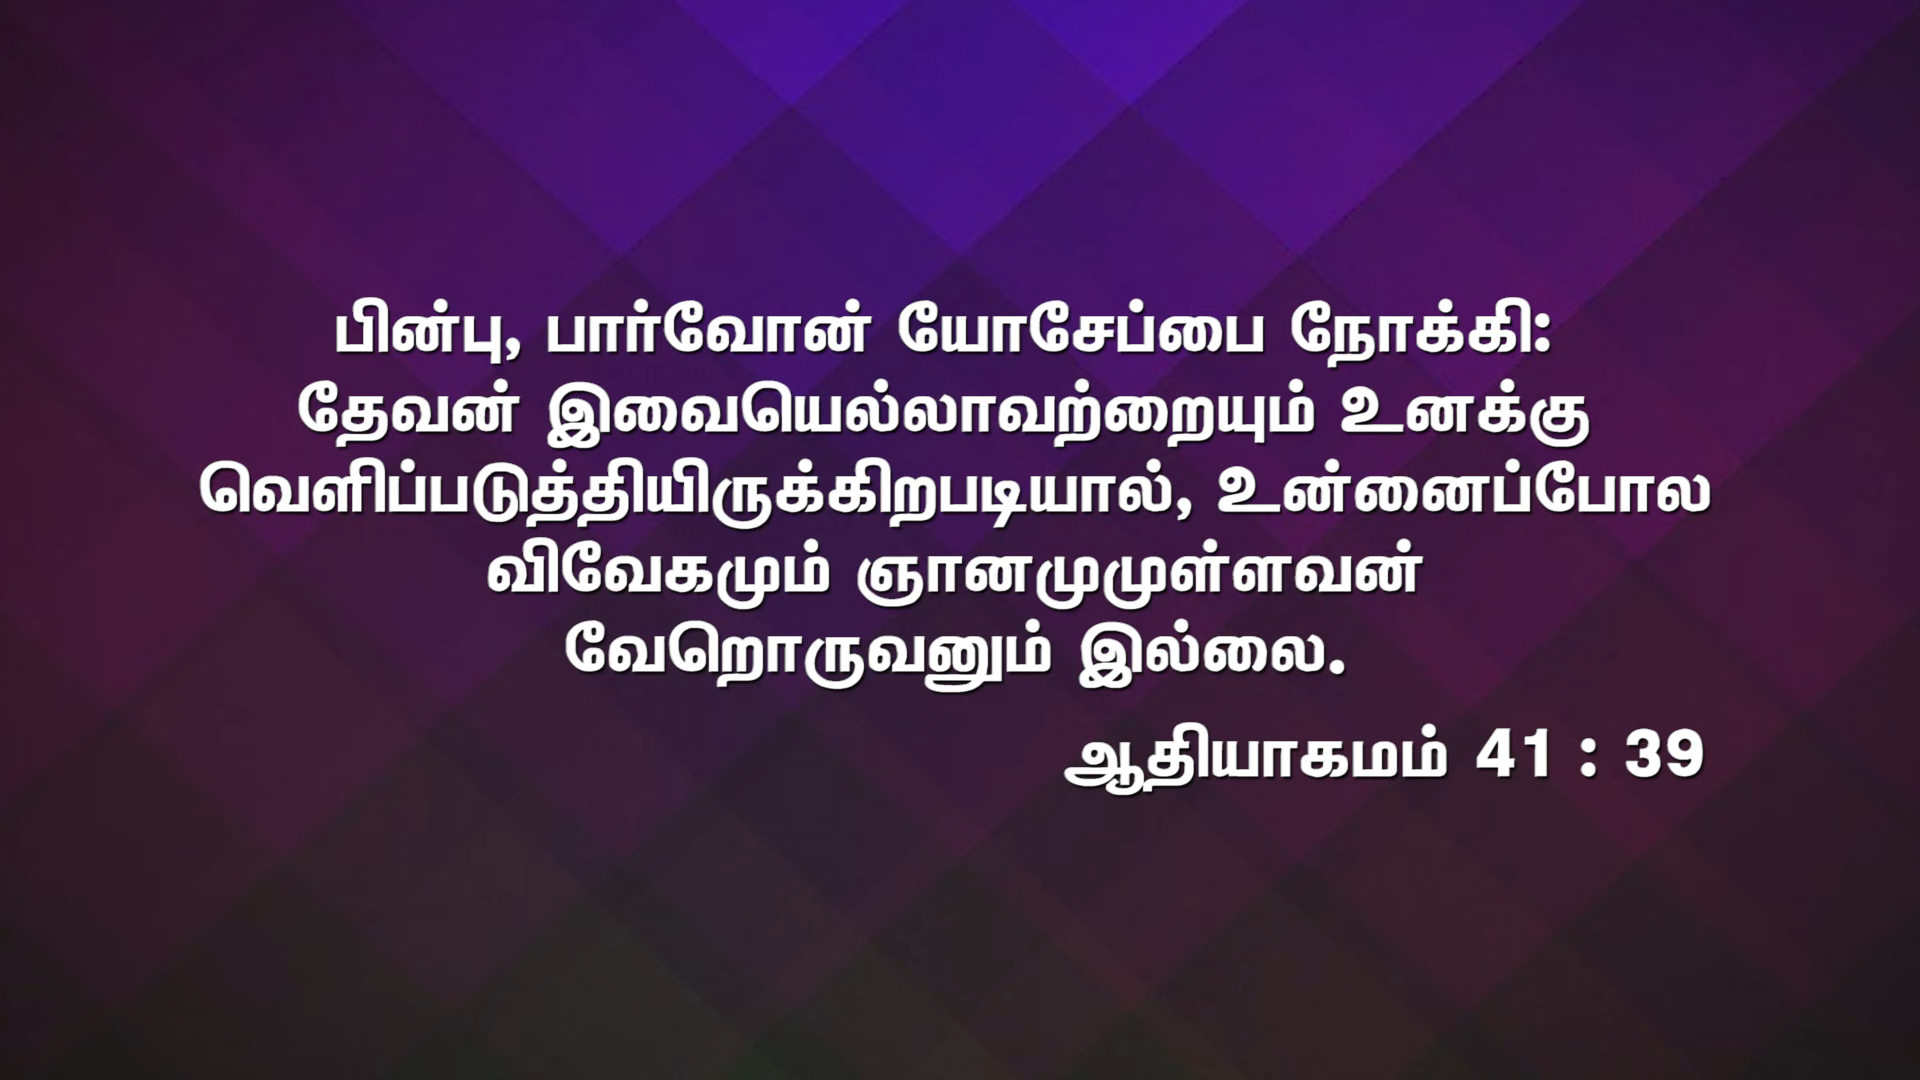 பின்பு, பார்வோன் யோசேப்பை நோக்கி:
தேவன் இவையெல்லாவற்றையும் உனக்கு
வெளிப்படுத்தியிருக்கிறபடியால், உன்னைப்போல
விவேகமும் ஞானமுமுள்ளவன்
வேறொருவனும் இல்லை.
ஆதியாகமம் 41 : 39